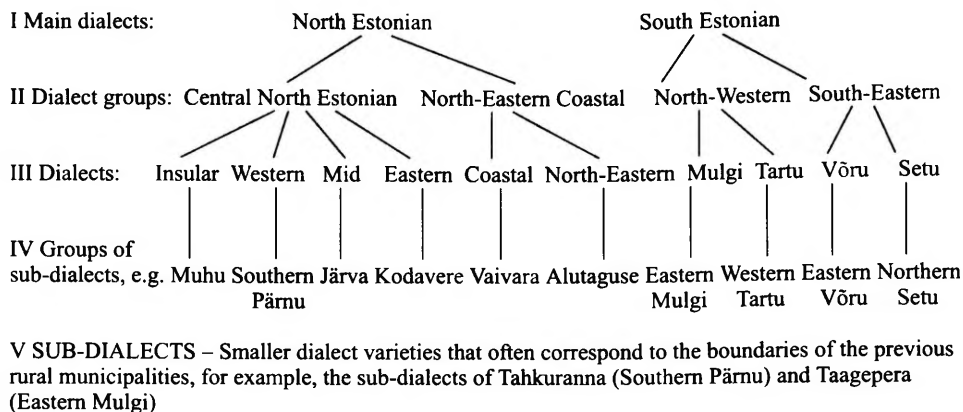 I Main dialects: North Estonian South Estonian
II Dialect groups: Central North Estonian North-Eastern Coastal North-Western South-Eastern
III Dialects: Insular Western Mid Eastern Coastal North-Eastern Mulgi Tartu Võru Setu
IV Groups of
sub-dialects, e.g. Muhu Southern Järva Kodavere Vaivara Alutaguse Eastern Western Eastern Northern
Pärnu Mulgi Tartu Võru Setu
V SUB-DIALECTS – Smaller dialect varieties that often correspond to the boundaries of the previous
rural municipalities, for example, the sub-dialects of Tahkuranna (Southern Pärnu) and Taagepera
(Eastern Mulgi)